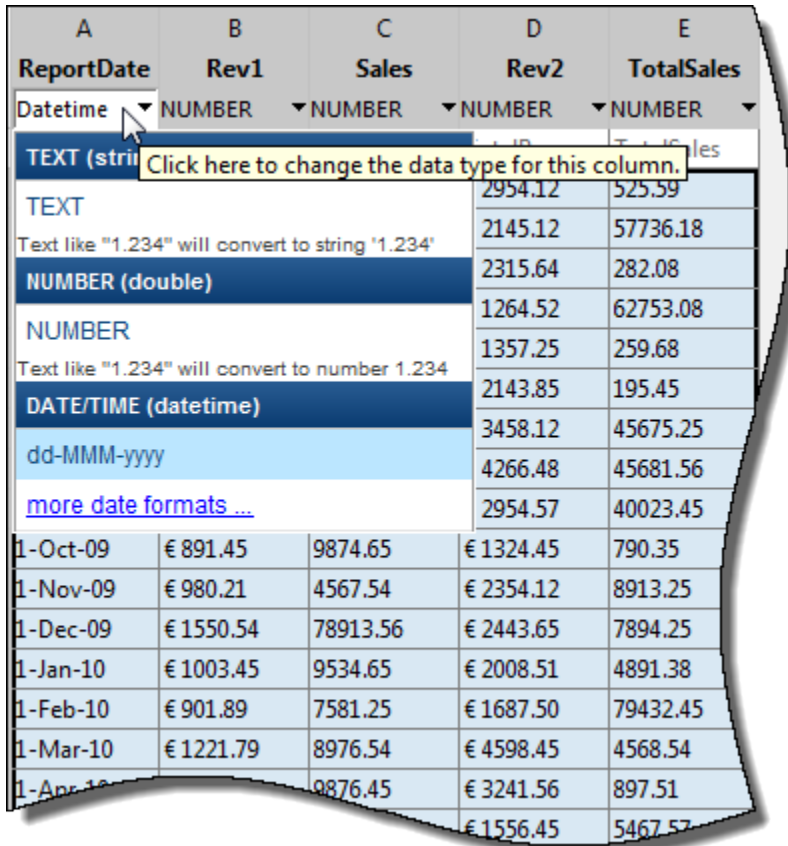 A B C D E
ReportDate Rev1 Sales Rev2 TotalSales
Datetime NUMBER NUMBER NUMBER NUMBER
TEXT (stri
Click here to change the data type for this column.
les
2954.12 525.59
TEXT
2145.12 57736.18
Text like "1.234" will convert to string '1.234'
2315.64 282.08
NUMBER (double)
1264.52 62753.08
NUMBER
1357.25 259.68
Text like "1.234" will convert to number 1.234
2143.85 195.45
DATE/TIME (datetime)
3458.12 45675.25
dd-MMM-yyyy
4266.48 45681.56
more date formats ...
2954.57 40023.45
1-Oct-09 € 891.45 9874.65 € 1324.45 790.35
1-Nov-09 € 980.21 4567.54 € 2354.12 8913.25
1-Dec-09 € 1550.54 78913.56 € 2443.65 7894.25
1-Jan-10 € 1003.45 9534.65 € 2008.51 4891.38
1-Feb-10 € 901.89 7581.25 € 1687.50 79432.45
1-Mar-10 € 1221.79 8976.54 € 4598.45 4568.54
1-Apr-10 9876.45 € 3241.56 897.51
€ 1556.45 5467.57